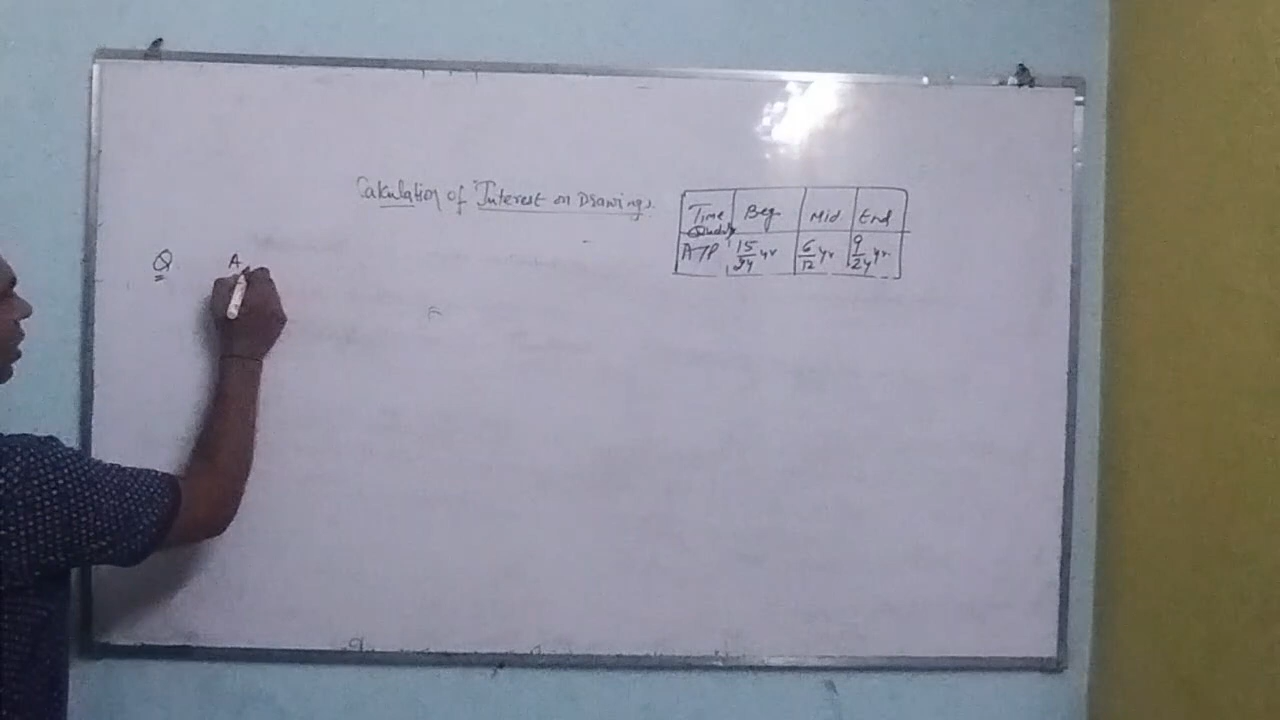 Calculation of Interest on Drawings.
Time Beg Mid End
ATP 15/24 yr 6/12 yr 9/24 yr
Q A